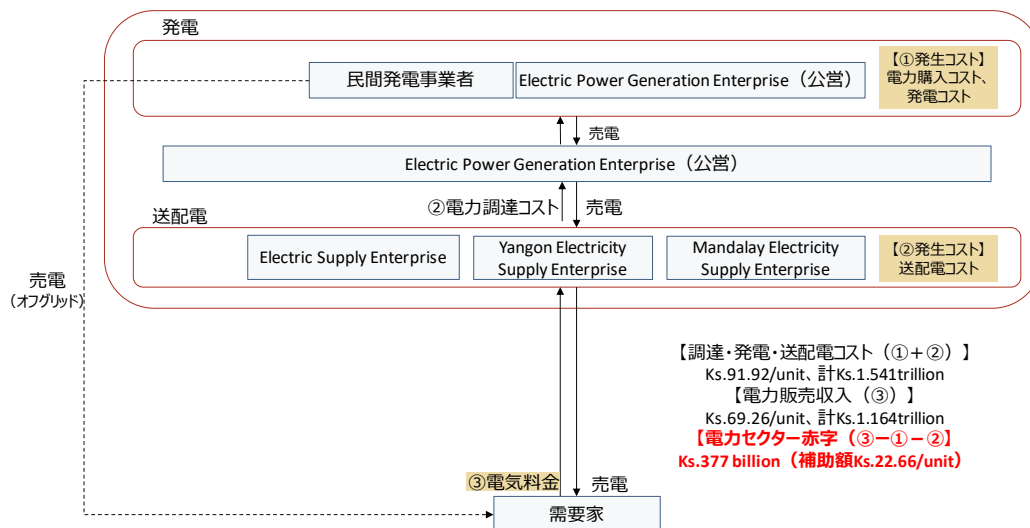 発電
民間発電事業者
Electric Power Generation Enterprise（公営）
【①発生コスト】
電力購入コスト、
発電コスト
売電
Electric Power Generation Enterprise（公営）
②電力調達コスト
売電
送配電
Electric Supply Enterprise
Yangon Electricity
Supply Enterprise
Mandalay Electricity
Supply Enterprise
【②発生コスト】
送配電コスト
売電
（オフグリッド）
【調達・発電・送配電コスト（①＋②）】
Ks.91.92/unit、計Ks.1.541trillion
【電力販売収入（③）】
Ks.69.26/unit、計Ks.1.164trillion
【電力セクター赤字（③－①－②】
Ks.377 billion（補助額Ks.22.66/unit）
③電気料金
売電
需要家